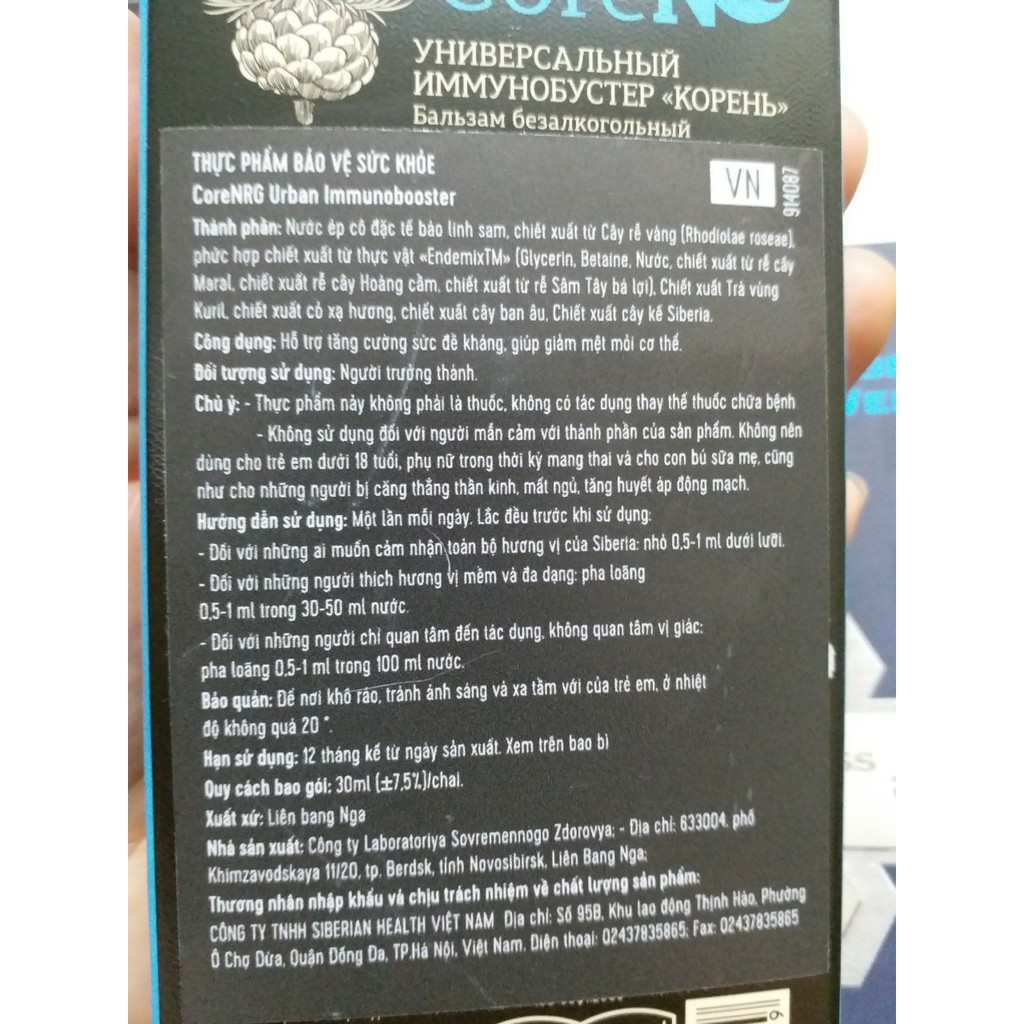 CoreNG
УНИВЕРСАЛЬНЫЙ
ИММУНОБУСТЕР «КОРЕНЬ»
Бальзам безалкогольный
THỰC PHẨM BẢO VỆ SỨC KHỎE
CoreNRG Urban Immunobooster
VN
914087
Thành phần: Nước ép cô đặc tế bào linh sam, chiết xuất từ Cây rễ vàng (Rhodiolae roseae),
phức hợp chiết xuất từ thực vật «EndemixTM» (Glycerin, Betaine, Nước, chiết xuất từ rễ cây
Maral, chiết xuất rễ cây Hoàng cầm, chiết xuất từ rễ Sâm Tây bá lợi), Chiết xuất Trà vùng
Kuril, chiết xuất cỏ xạ hương, chiết xuất cây ban âu, Chiết xuất cây kế Siberia.
Công dụng: Hỗ trợ tăng cường sức đề kháng, giúp giảm mệt mỏi cơ thể.
Đối tượng sử dụng: Người trưởng thành.
Chú ý: - Thực phẩm này không phải là thuốc, không có tác dụng thay thế thuốc chữa bệnh
- Không sử dụng đối với người mẫn cảm với thành phần của sản phẩm. Không nên
dùng cho trẻ em dưới 18 tuổi, phụ nữ trong thời kỳ mang thai và cho con bú sữa mẹ, cũng
như cho những người bị căng thẳng thần kinh, mất ngủ, tăng huyết áp động mạch.
Hướng dẫn sử dụng: Một lần mỗi ngày. Lắc đều trước khi sử dụng:
- Đối với những ai muốn cảm nhận toàn bộ hương vị của Siberia: nhỏ 0,5-1 ml dưới lưỡi.
- Đối với những người thích hương vị mềm và đa dạng: pha loãng
0,5-1 ml trong 30-50 ml nước.
- Đối với những người chỉ quan tâm đến tác dụng, không quan tâm vị giác:
pha loãng 0,5-1 ml trong 100 ml nước.
Bảo quản: Để nơi khô ráo, tránh ánh sáng và xa tầm với của trẻ em, ở nhiệt
độ không quá 20 °.
Hạn sử dụng: 12 tháng kể từ ngày sản xuất. Xem trên bao bì
Quy cách bao gói: 30ml (±7,5%)/chai.
Xuất xứ: Liên bang Nga
Nhà sản xuất: Công ty Laboratoriya Sovremennogo Zdorovya; - Địa chỉ: 633004, phố
Khimzavodskaya 11/20, tp. Berdsk, tỉnh Novosibirsk, Liên Bang Nga;
Thương nhân nhập khẩu và chịu trách nhiệm về chất lượng sản phẩm:
CÔNG TY TNHH SIBERIAN HEALTH VIỆT NAM Địa chỉ: Số 95B, Khu lao động Thịnh Hào, Phường
Ô Chợ Dừa, Quận Đống Đa, TP.Hà Nội, Việt Nam. Điện thoại: 02437835865; Fax: 02437835865